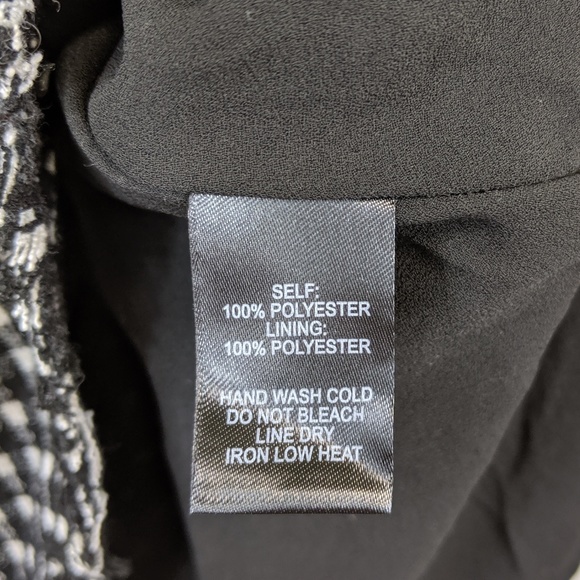 SELF:
100% POLYESTER
LINING:
100% POLYESTER
HAND WASH COLD
DO NOT BLEACH
LINE DRY
IRON LOW HEAT